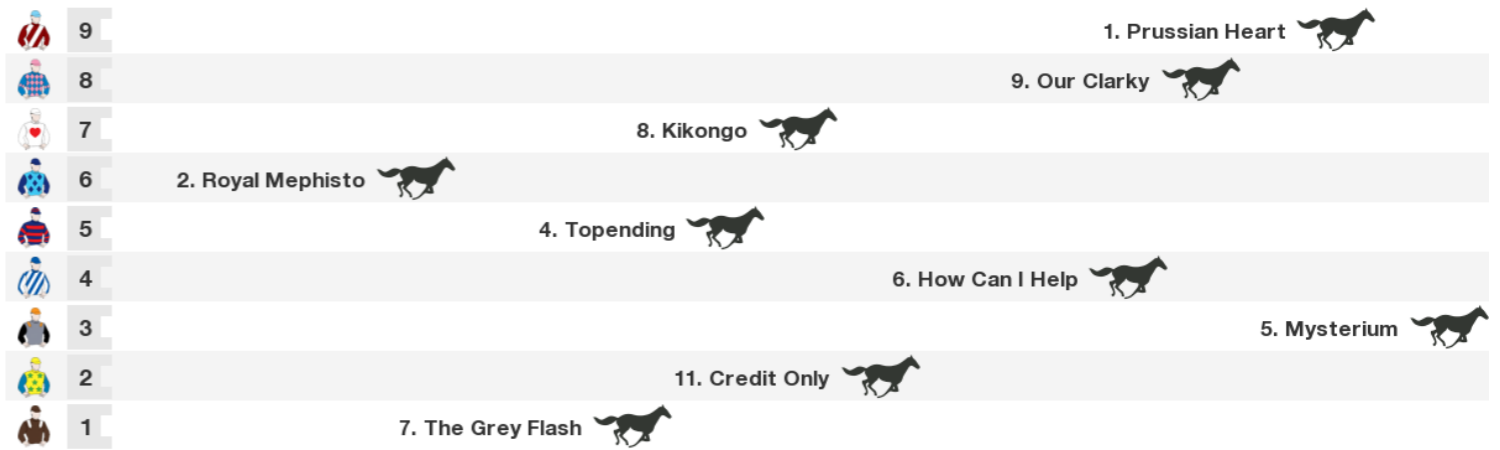 9 1. Prussian Heart
8 9. Our Clarky
7 8. Kikongo
6 2. Royal Mephisto
5 4. Topending
4 6. How Can I Help
3 5. Mysterium
2 11. Credit Only
1 7. The Grey Flash